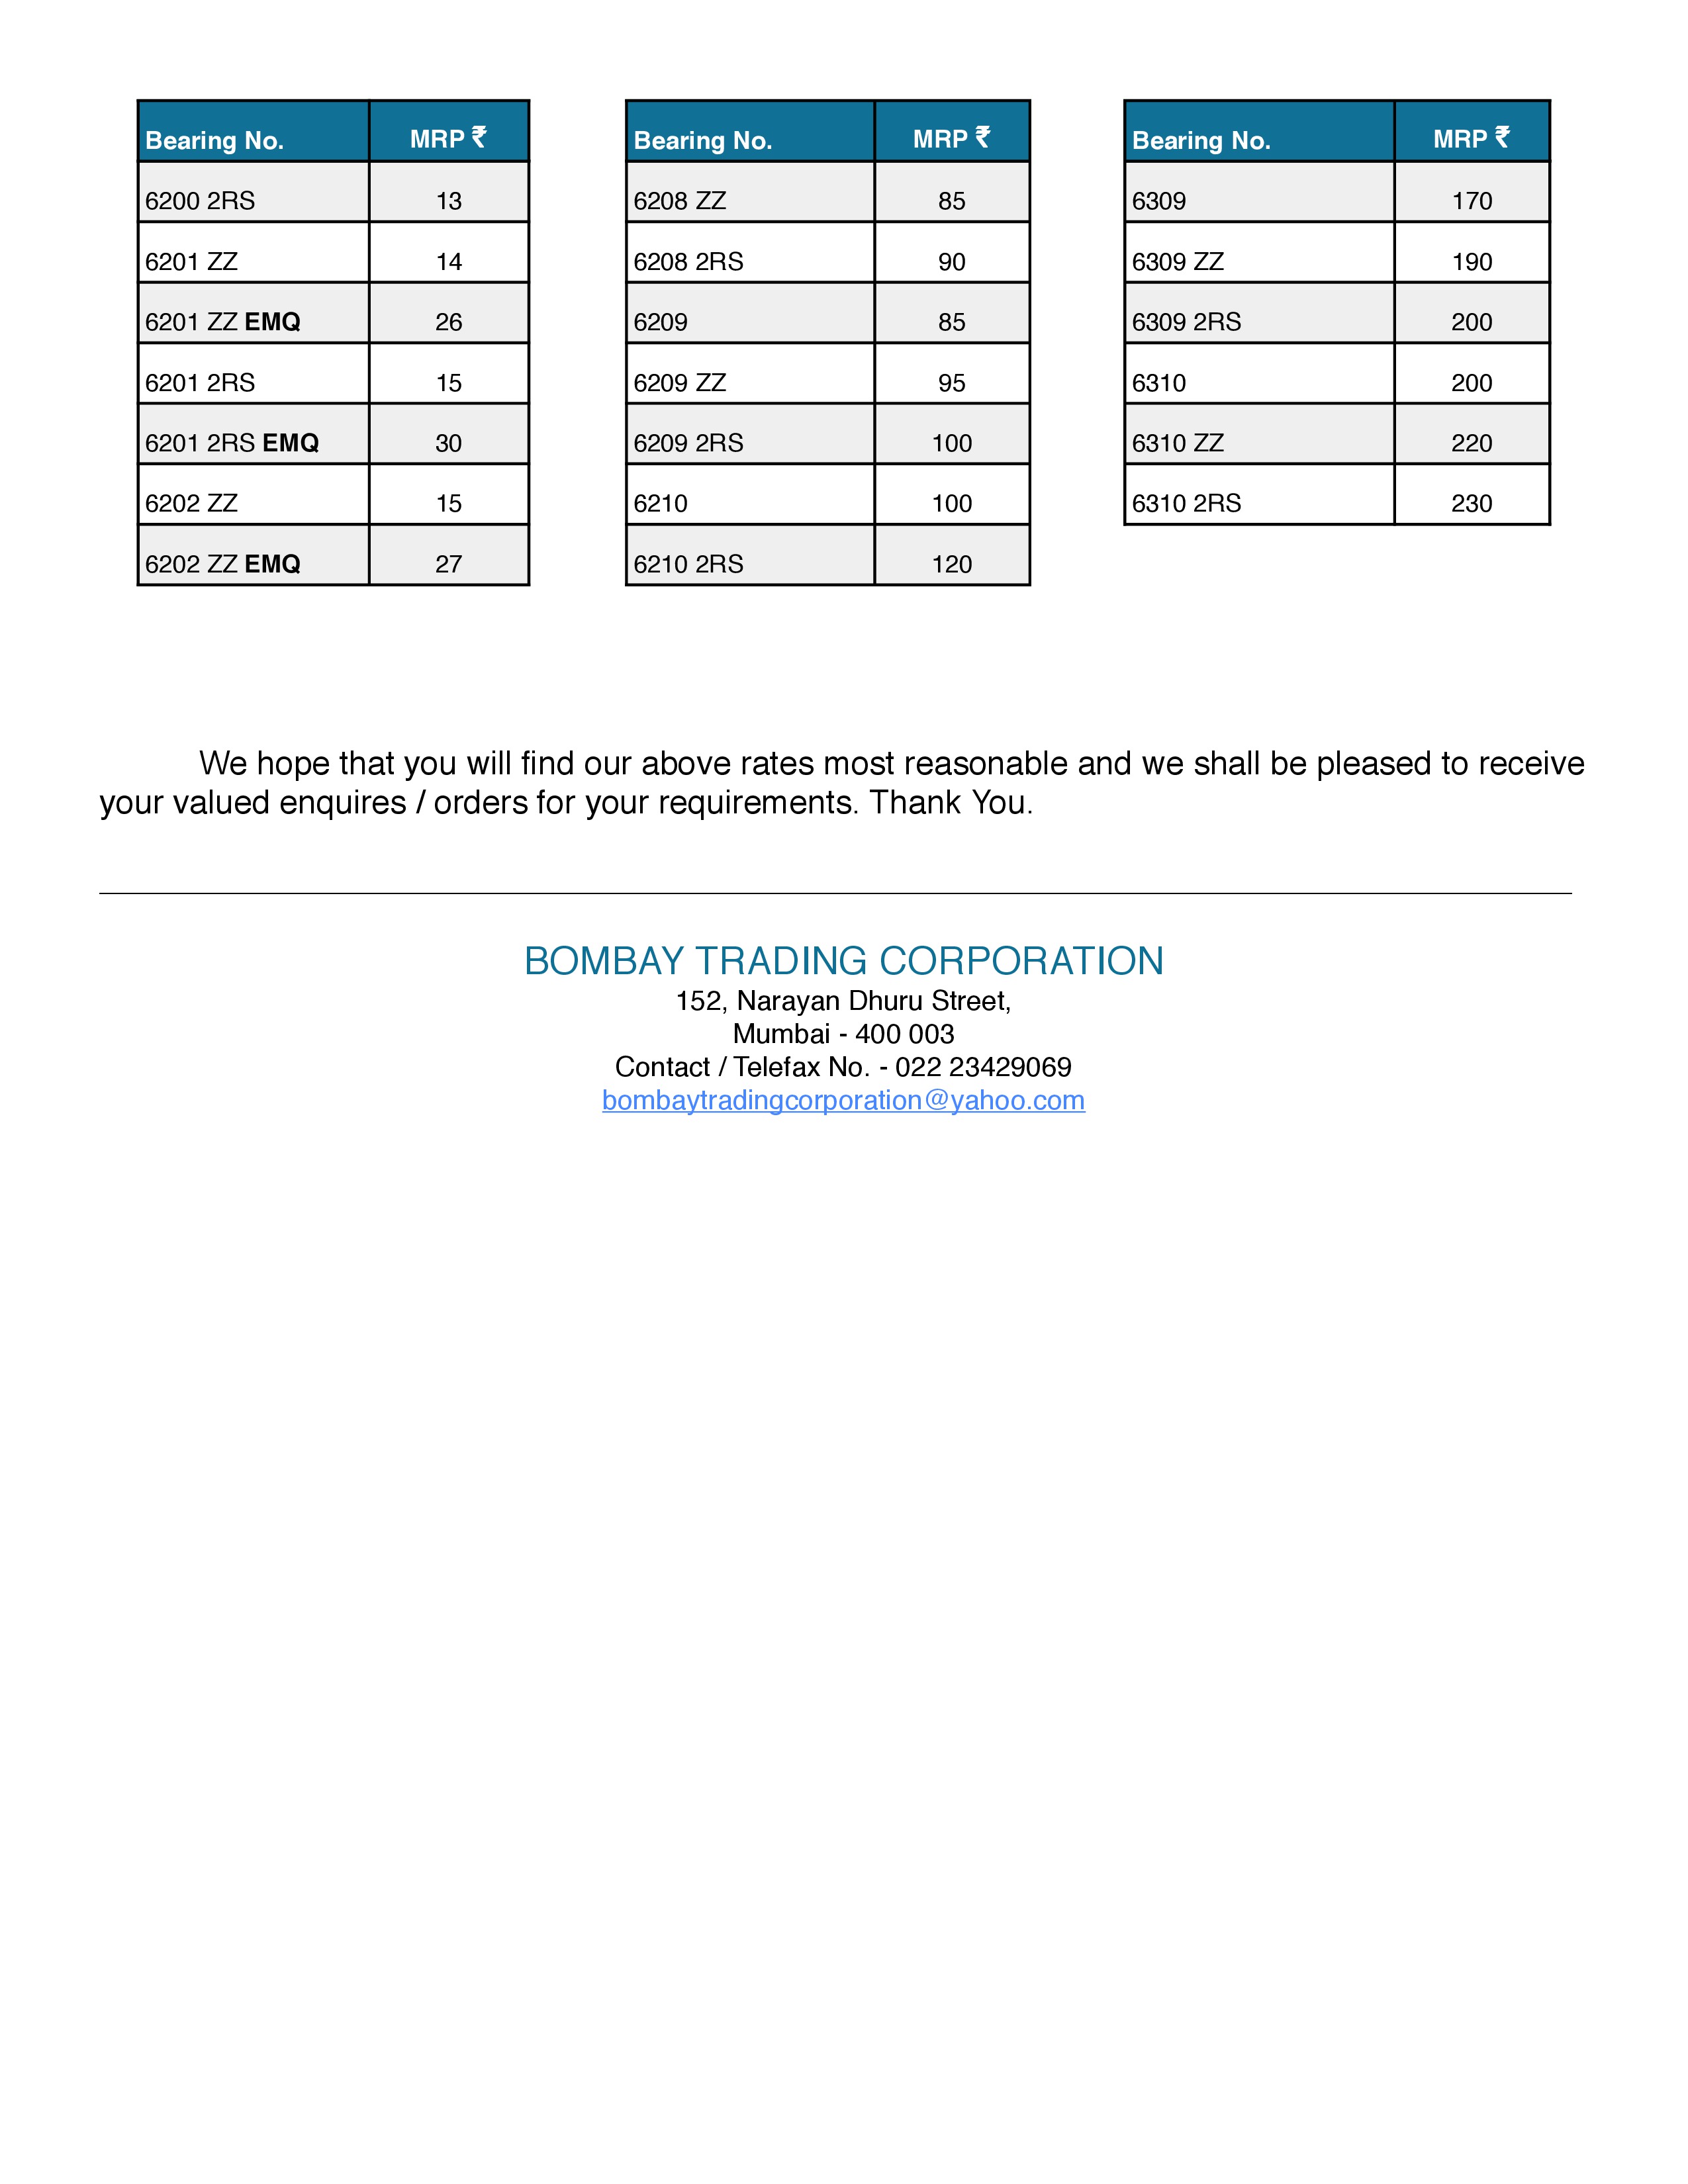 Bearing No. MRP ₹
6200 2RS 13
6201 ZZ 14
6201 ZZ EMQ 26
6201 2RS 15
6201 2RS EMQ 30
6202 ZZ 15
6202 ZZ EMQ 27
Bearing No. MRP ₹
6208 ZZ 85
6208 2RS 90
6209 85
6209 ZZ 95
6209 2RS 100
6210 100
6210 2RS 120
Bearing No. MRP ₹
6309 170
6309 ZZ 190
6309 2RS 200
6310 200
6310 ZZ 220
6310 2RS 230
We hope that you will find our above rates most reasonable and we shall be pleased to receive
your valued enquires / orders for your requirements. Thank You.
BOMBAY TRADING CORPORATION
152, Narayan Dhuru Street,
Mumbai - 400 003
Contact / Telefax No. - 022 23429069
bombaytradingcorporation@yahoo.com